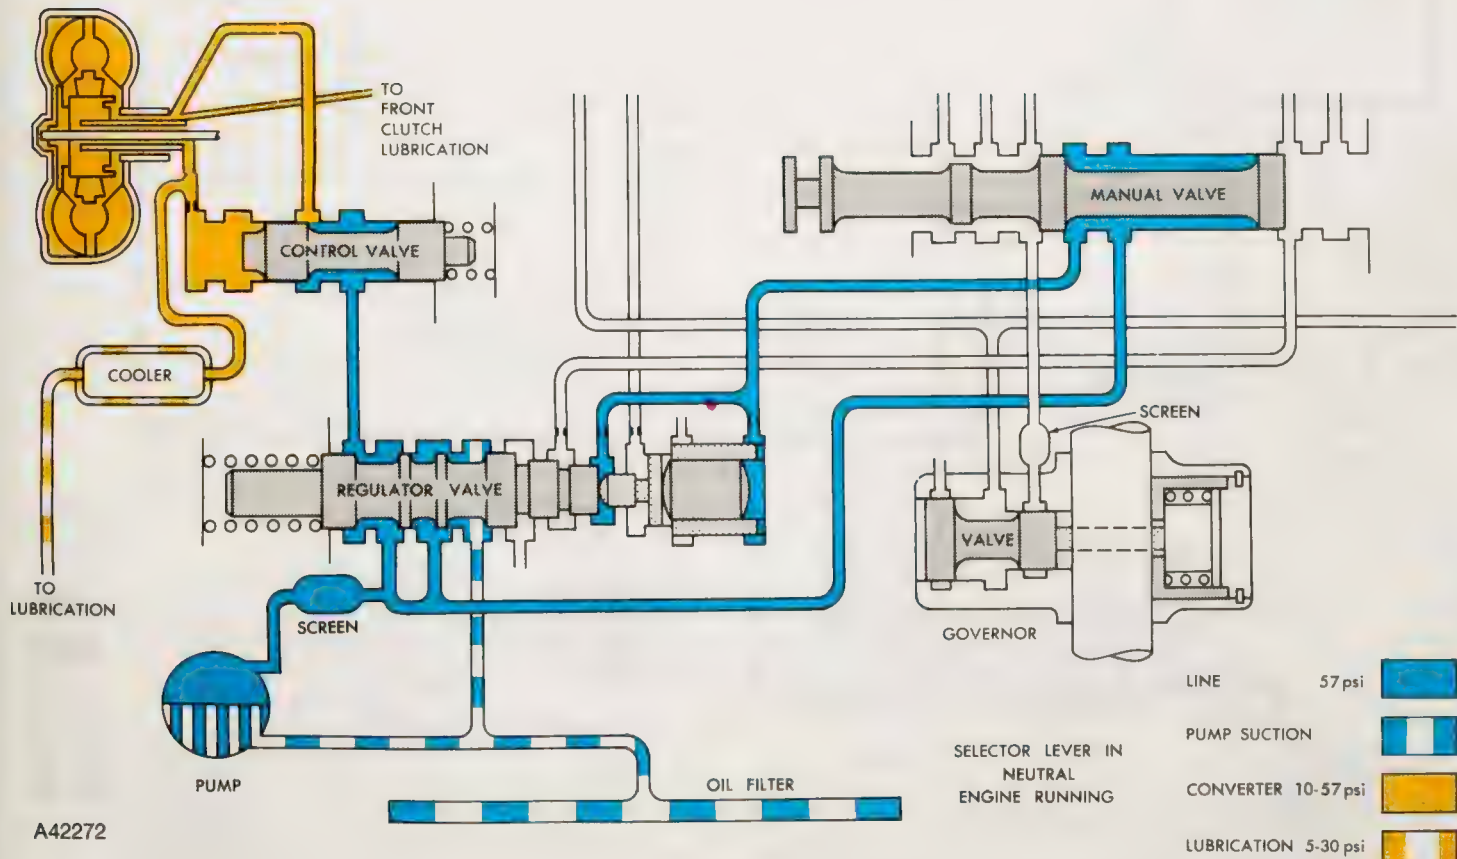 TO
FRONT
CLUTCH
LUBRICATION
MANUAL VALVE
CONTROL VALVE
COOLER
SCREEN
REGULATOR VALVE
VALVE
TO
LUBRICATION
SCREEN
GOVERNOR
LINE 57 psi
PUMP SUCTION
SELECTOR LEVER IN
NEUTRAL
ENGINE RUNNING
PUMP
OIL FILTER
CONVERTER 10-57 psi
A42272
LUBRICATION 5-30 psi